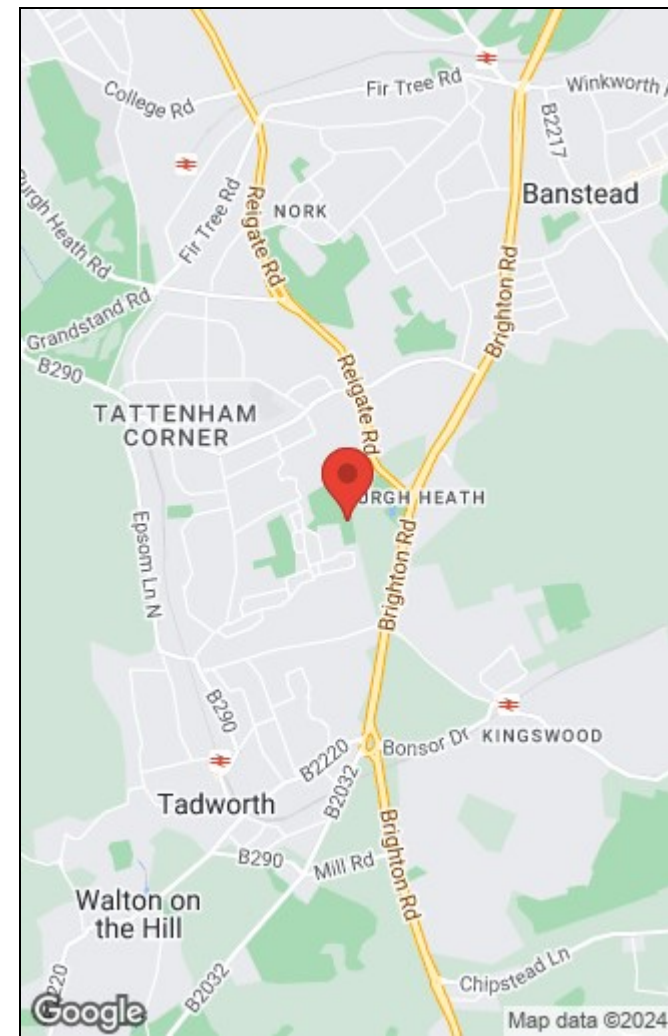 College Rd
Fir Tree Rd
Winkworth
B2217
Banstead
NORK
Fir Tree Rd
Reigate Rd
Burgh Heath Rd
Grandstand Rd
B290
Brighton Rd
Reigate Rd
TATTENHAM
CORNER
URGH HEATH
Epsom Ln N
Brighton Rd
B290
B2220
Bonsor Dr
KINGSWOOD
B2032
Tadworth
B290
Mill Rd
Brighton Rd
Walton on
the Hill
B2032
220
Chipstead Ln
Google
Map data ©2024